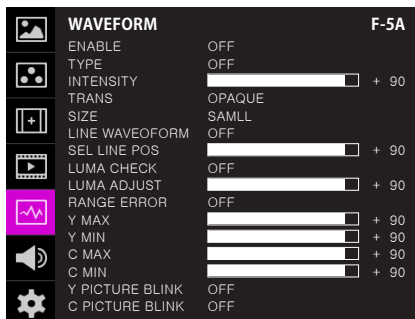 WAVEFORM F-5A
ENABLE OFF
TYPE OFF
INTENSITY + 90
TRANS OPAQUE
SIZE SAMLL
LINE WAVEOFORM OFF
SEL LINE POS + 90
LUMA CHECK OFF
LUMA ADJUST + 90
RANGE ERROR OFF
Y MAX + 90
Y MIN + 90
C MAX + 90
C MIN + 90
Y PICTURE BLINK OFF
C PICTURE BLINK OFF